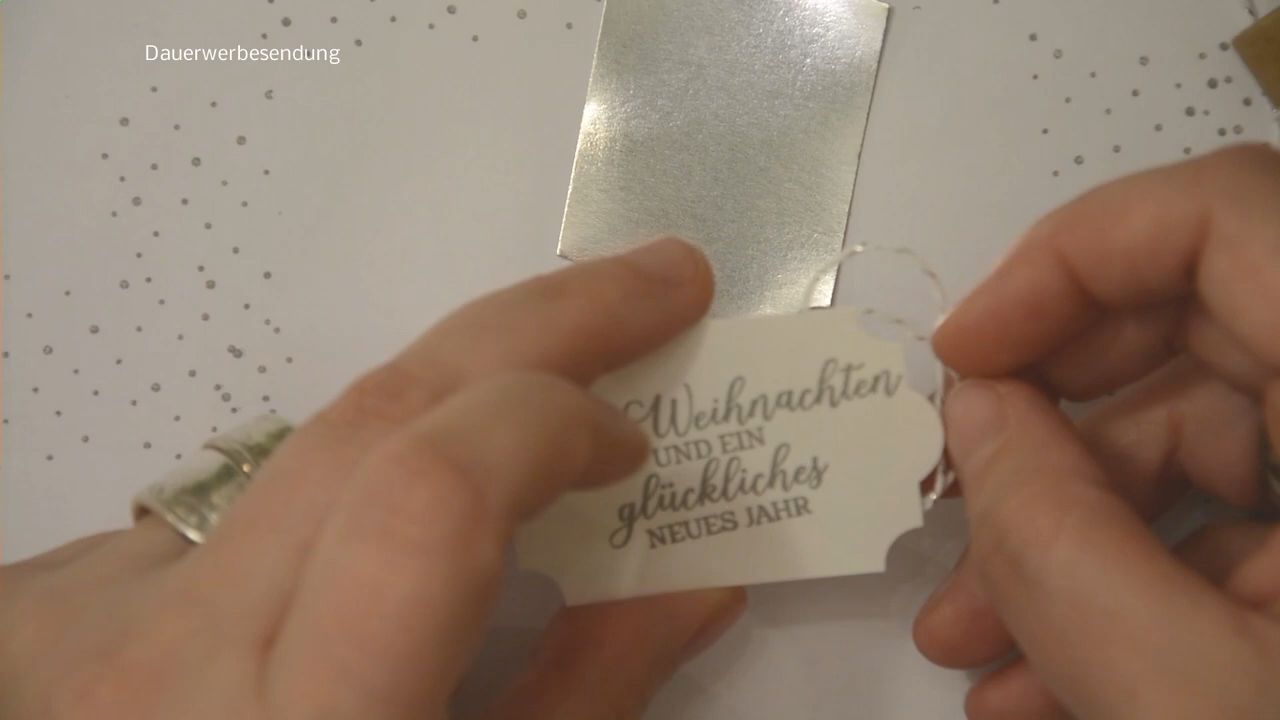 Dauerwerbesendung
Weihnachten
UND EIN
glückliches
NEUES JAHR